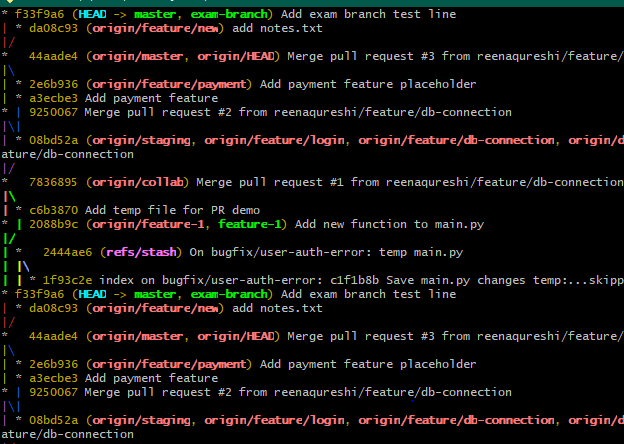 * f33f9a6 (HEAD -> master, exam-branch) Add exam branch test line
| * da08c93 (origin/feature/new) add notes.txt
|/
*   44aade4 (origin/master, origin/HEAD) Merge pull request #3 from reenaqureshi/feature/
|\
| * 2e6b936 (origin/feature/payment) Add payment feature placeholder
| * a3ecbe3 Add payment feature
* | 9250067 Merge pull request #2 from reenaqureshi/feature/db-connection
|\|
| * 08bd52a (origin/staging, origin/feature/login, origin/feature/db-connection, origin/d
ature/db-connection
|/
*   7836895 (origin/collab) Merge pull request #1 from reenaqureshi/feature/db-connection
|\
| * c6b3870 Add temp file for PR demo
* | 2088b9c (origin/feature-1, feature-1) Add new function to main.py
|/
| *   2444ae6 (refs/stash) On bugfix/user-auth-error: temp main.py
| |\
| | * 1f93c2e index on bugfix/user-auth-error: c1f1b8b Save main.py changes temp:...skipp
* f33f9a6 (HEAD -> master, exam-branch) Add exam branch test line
| * da08c93 (origin/feature/new) add notes.txt
|/
*   44aade4 (origin/master, origin/HEAD) Merge pull request #3 from reenaqureshi/feature/
|\
| * 2e6b936 (origin/feature/payment) Add payment feature placeholder
| * a3ecbe3 Add payment feature
* | 9250067 Merge pull request #2 from reenaqureshi/feature/db-connection
|\|
| * 08bd52a (origin/staging, origin/feature/login, origin/feature/db-connection, origin/d
ature/db-connection